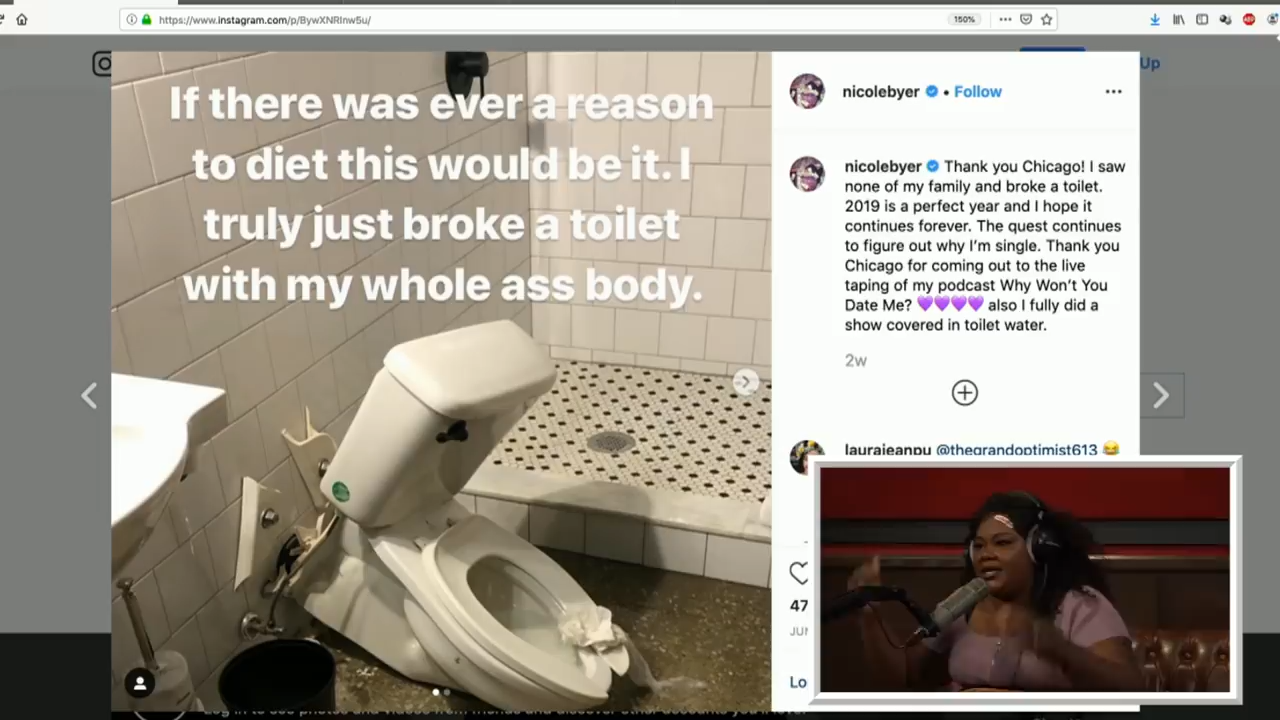 https://www.instagram.com/p/BywXNRInw5u/
150%
Up
If there was ever a reason
to diet this would be it. I
truly just broke a toilet
with my whole ass body.
nicolebyer • Follow
nicolebyer Thank you Chicago! I saw
none of my family and broke a toilet.
2019 is a perfect year and I hope it
continues forever. The quest continues
to figure out why I'm single. Thank you
Chicago for coming out to the live
taping of my podcast Why Won't You
Date Me? 💜💜💜💜 also I fully did a
show covered in toilet water.
2w
laurajeanpu @thegrandoptimist613 😂
47
JUN
Lo